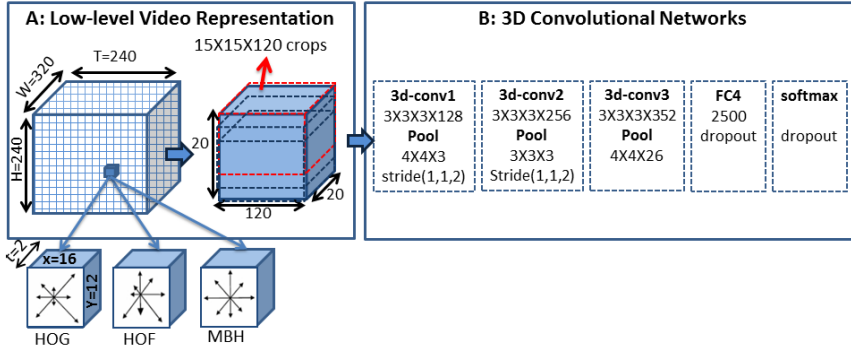 A: Low-level Video Representation
T=240
15X15X120 crops
W=320
H=240
20
20
120
t=2
x=16
Y=12
HOG
HOF
MBH
B: 3D Convolutional Networks
3d-conv1
3X3X3X128
Pool
4X4X3
stride(1,1,2)
3d-conv2
3X3X3X256
Pool
3X3X3
Stride(1,1,2)
3d-conv3
3X3X3X352
Pool
4X4X26
FC4
2500
dropout
softmax
dropout